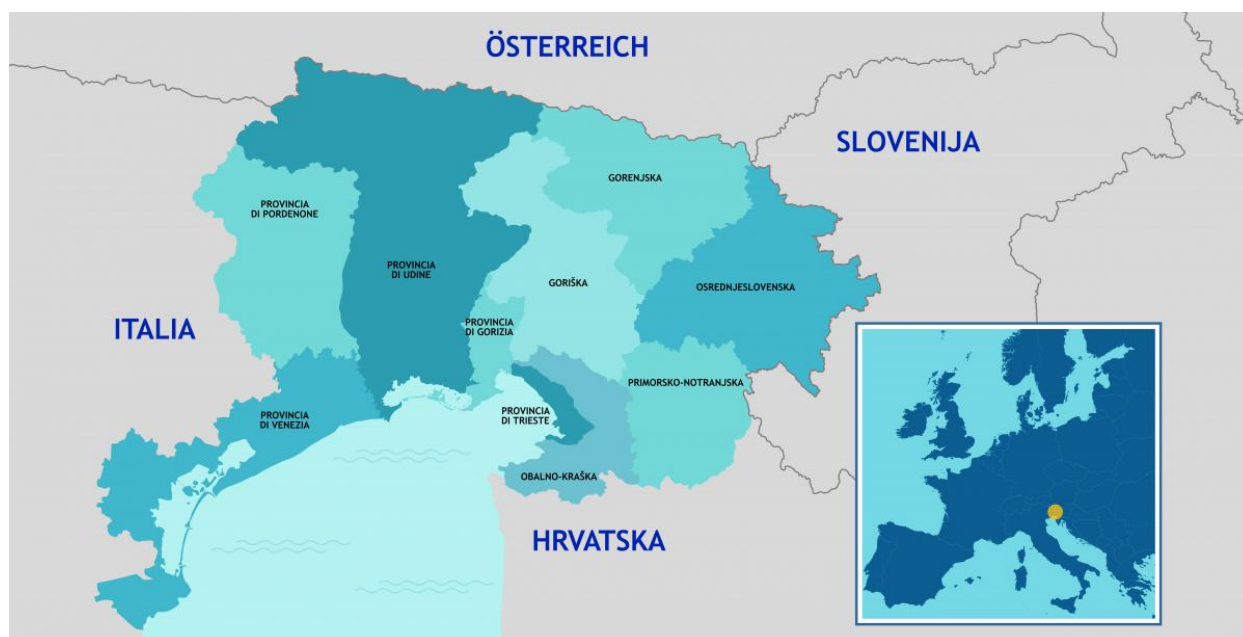 ÖSTERREICH
SLOVENIJA
GORENJSKA
PROVINCIA
DI PORDENONE
PROVINCIA
DI UDINE
GORIŠKA
OSREDNJESLOVENSKA
ITALIA
PROVINCIA
DI GORIZIA
PRIMORSKO-NOTRANJSKA
PROVINCIA
DI VENEZIA
PROVINCIA
DI TRIESTE
OBALNO-KRAŠKA
HRVATSKA